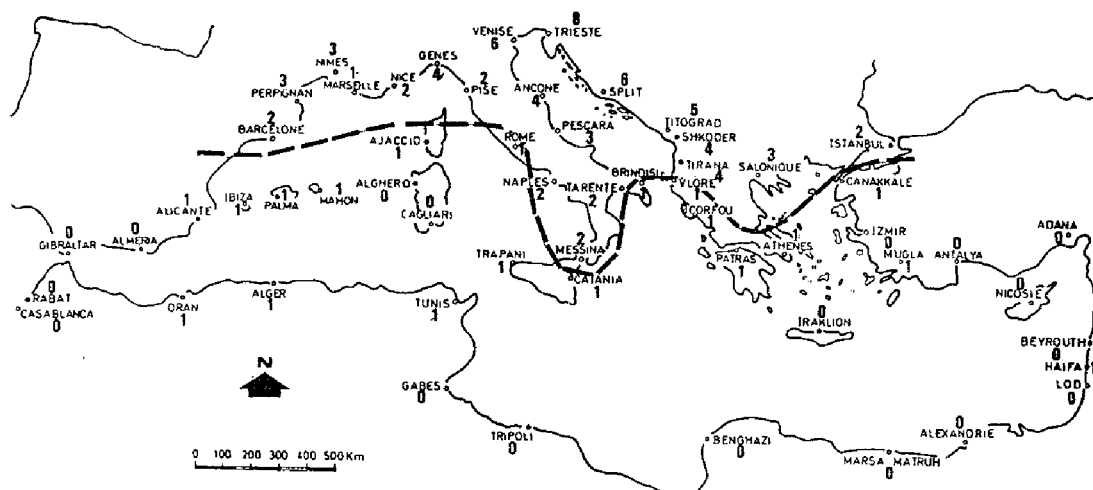 8
VENISE
TRIESTE
6
3
NIMES
GENES
4
1
MARSEILLE
NICE
2
2
PISE
3
PERPIGNAN
ANCONE
4
6
SPLIT
2
BARCELONE
5
TITOGRAD
SHKODER
4
AJACCIO
1
ROME
1
PESCARA
3
2
ISTANBUL
TIRANA
4
3
SALONIQUE
ALGHERO
0
NAPLES
2
TARENTE
2
BRINDISI
VLORE
1
ÇANAKKALE
1
1
ALICANTE
IBIZA
1
1
PALMA
1
MAHON
0
CAGLIARI
CORFOU
1
0
GIBRALTAR
0
ALMERIA
TRAPANI
1
2
MESSINA
CATANIA
1
ATHENES
1
PATRAS
1
IZMIR
0
MUGLA
1
0
ANTALYA
0
ADANA
0
NICOSIE
0
RABAT
CASABLANCA
0
ORAN
1
ALGER
1
TUNIS
1
0
IRAKLION
BEYROUTH
0
HAIFA
1
LOD
0
N
GABES
0
TRIPOLI
0
BENGHAZI
0
0
ALEXANDRIE
MARSA MATRUH
0
0 100 200 300 400 500 Km